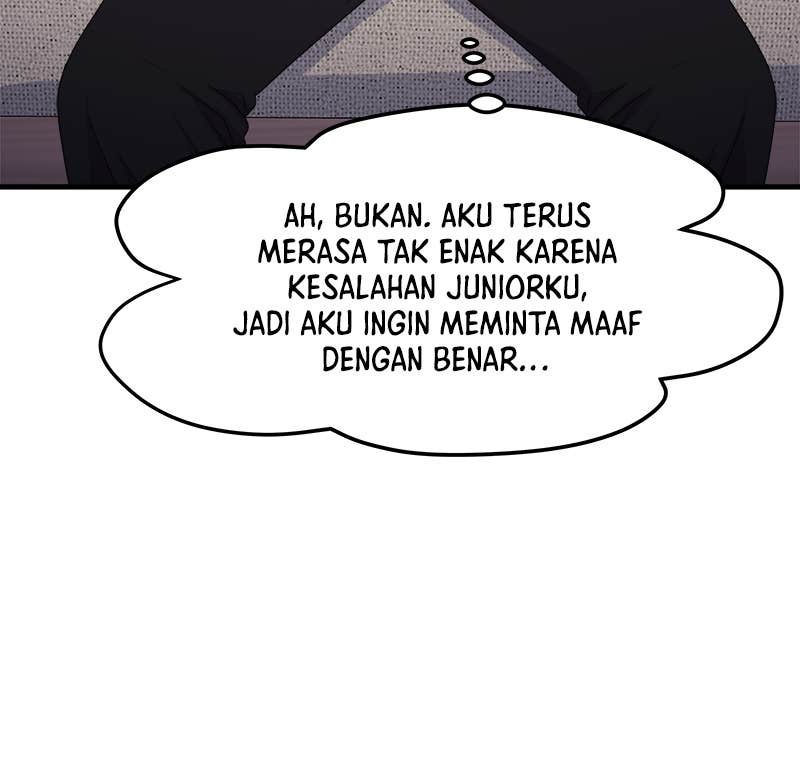 AH, BUKAN. AKU TERUS
MERASA TAK ENAK KARENA
KESALAHAN JUNIORKU,
JADI AKU INGIN MEMINTA MAAF
DENGAN BENAR...